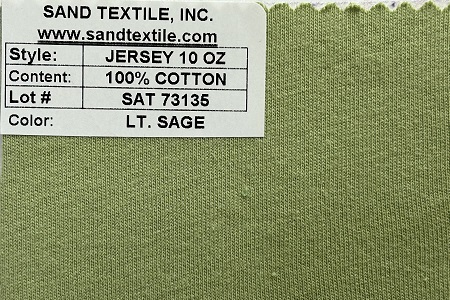 SAND TEXTILE, INC.
www.sandtextile.com
Style: JERSEY 10 OZ
Content: 100% COTTON
Lot # SAT 73135
Color: LT. SAGE